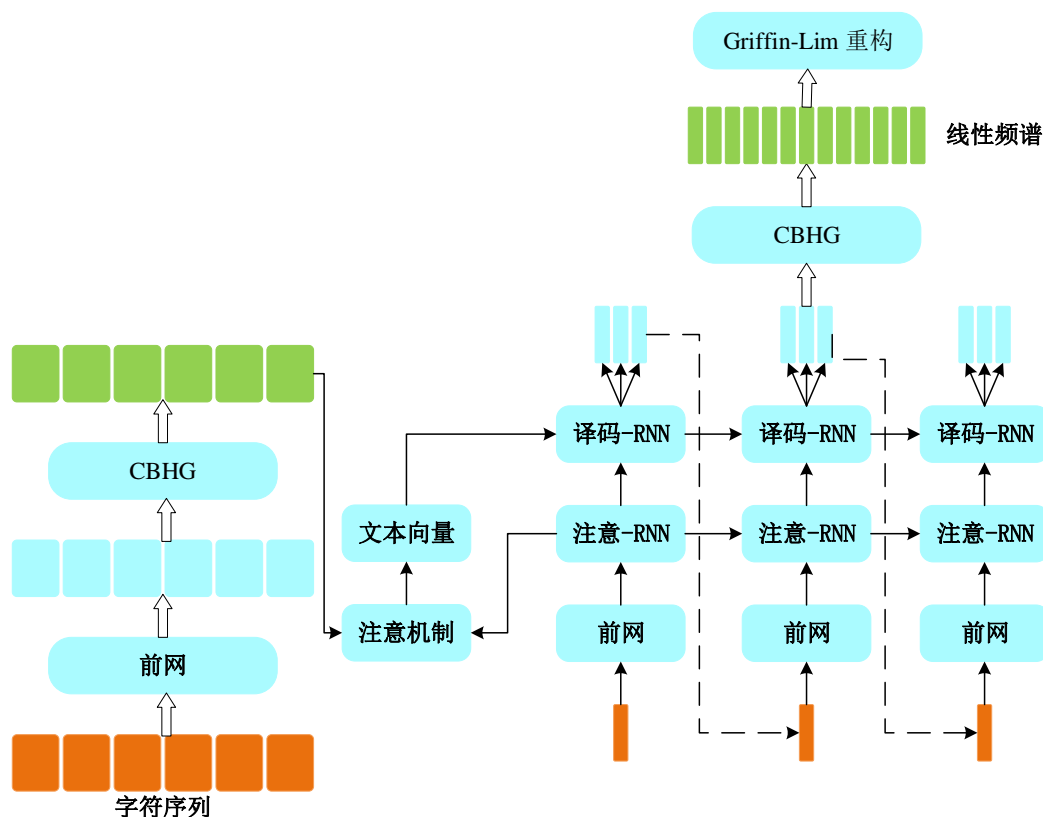 Griffin-Lim 重构
线性频谱
CBHG
译码-RNN
译码-RNN
译码-RNN
CBHG
文本向量
注意-RNN
注意-RNN
注意-RNN
注意机制
前网
前网
前网
前网
字符序列